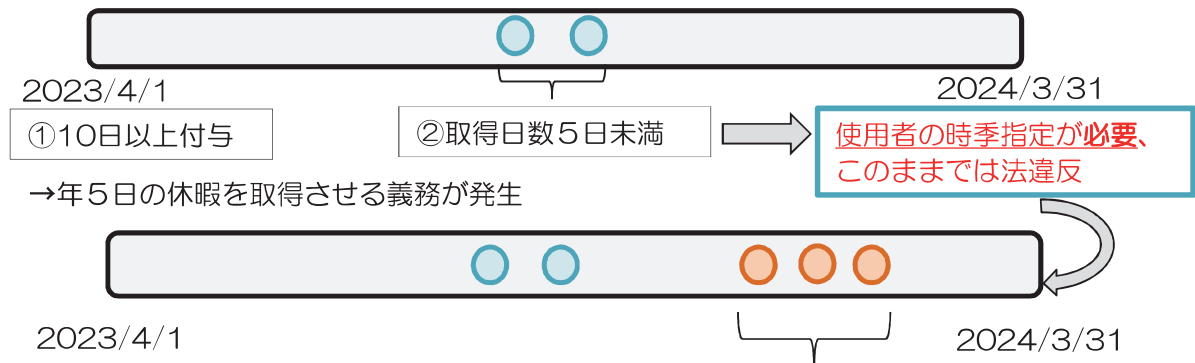 2023/4/1
2024/3/31
①10日以上付与
②取得日数５日未満
使用者の時季指定が必要、
このままでは法違反
→年５日の休暇を取得させる義務が発生
2023/4/1
2024/3/31